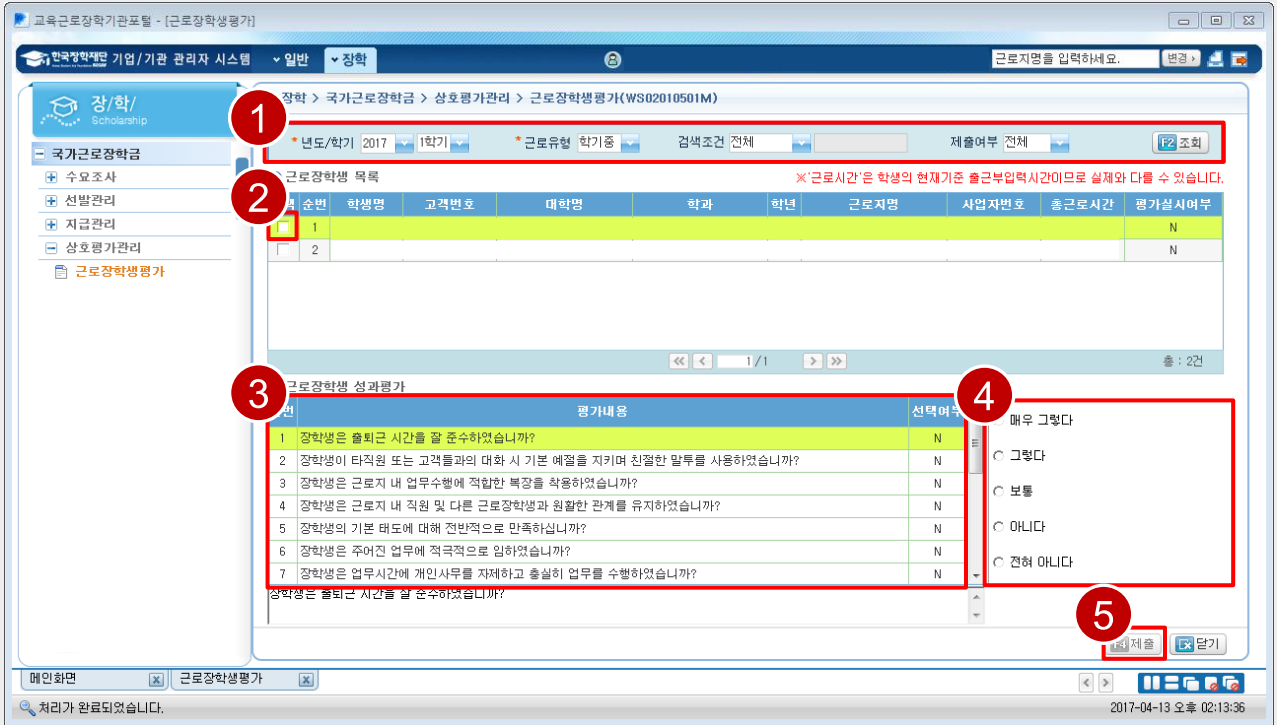 교육근로장학기관포털 - [근로장학생평가]
한국장학재단 기업/기관 관리자 시스템 일반 장학 근로지명을 입력하세요. 변경
장/학/
Scholarship
국가근로장학금
수요조사
선발관리
지급관리
상호평가관리
근로장학생평가
장학 > 국가근로장학금 > 상호평가관리 > 근로장학생평가(WS02010501M)
1
*년도/학기 2017 1학기 *근로유형 학기중 검색조건 전체 제출여부 전체 F2 조회
근로장학생 목록 ※'근로시간'은 학생의 현재기준 출근부입력시간이므로 실제와 다를 수 있습니다.
2
순번 학생명 고객번호 대학명 학과 학년 근로지명 사업자번호 총근로시간 평가실시여부
1 N
2 N
1/1 총 : 2건
3
근로장학생 성과평가
4
평가내용 선택여부
1 장학생은 출퇴근 시간을 잘 준수하였습니까? N
2 장학생이 타직원 또는 고객들과의 대화 시 기본 예절을 지키며 친절한 말투를 사용하였습니까? N
3 장학생은 근로지 내 업무수행에 적합한 복장을 착용하였습니까? N
4 장학생은 근로지 내 직원 및 다른 근로장학생과 원활한 관계를 유지하였습니까? N
5 장학생의 기본 태도에 대해 전반적으로 만족하십니까? N
6 장학생은 주어진 업무에 적극적으로 임하였습니까? N
7 장학생은 업무시간에 개인사무를 자제하고 충실히 업무를 수행하였습니까? N
매우 그렇다
그렇다
보통
아니다
전혀 아니다
장학생은 출퇴근 시간을 잘 준수하였습니까?
5
F4 제출 닫기
메인화면 근로장학생평가
처리가 완료되었습니다. 2017-04-13 오후 02:13:36